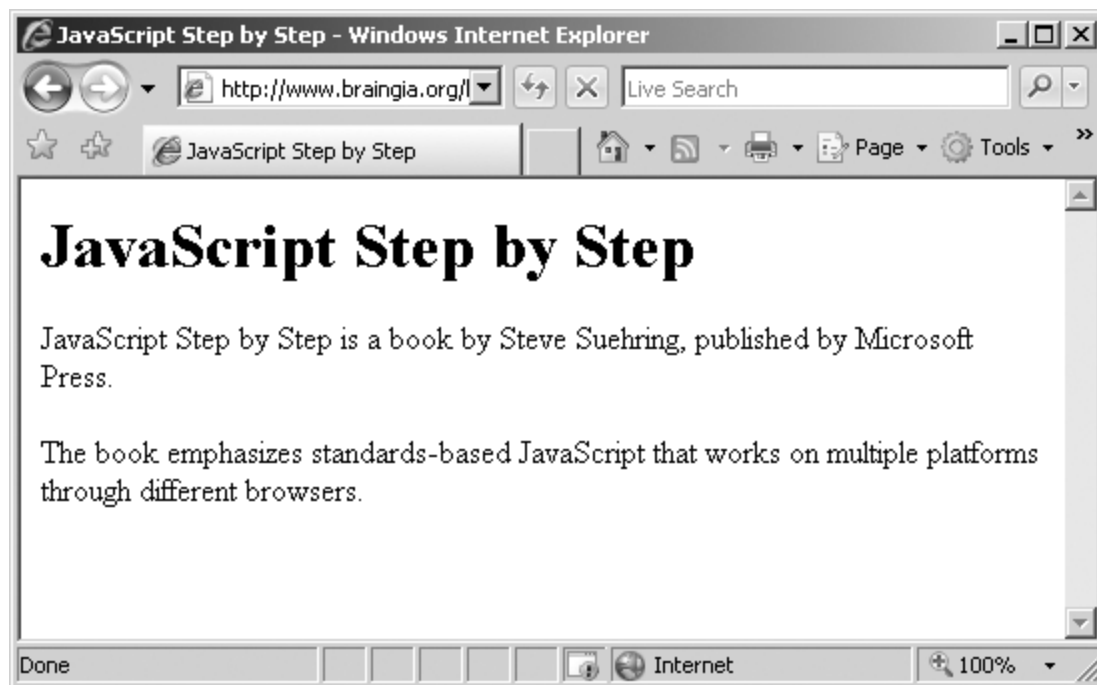 JavaScript Step by Step - Windows Internet Explorer
http://www.braingia.org/l
Live Search
JavaScript Step by Step
Page
Tools
»
JavaScript Step by Step
JavaScript Step by Step is a book by Steve Suehring, published by Microsoft
Press.
The book emphasizes standards-based JavaScript that works on multiple platforms
through different browsers.
Done
Internet
100%